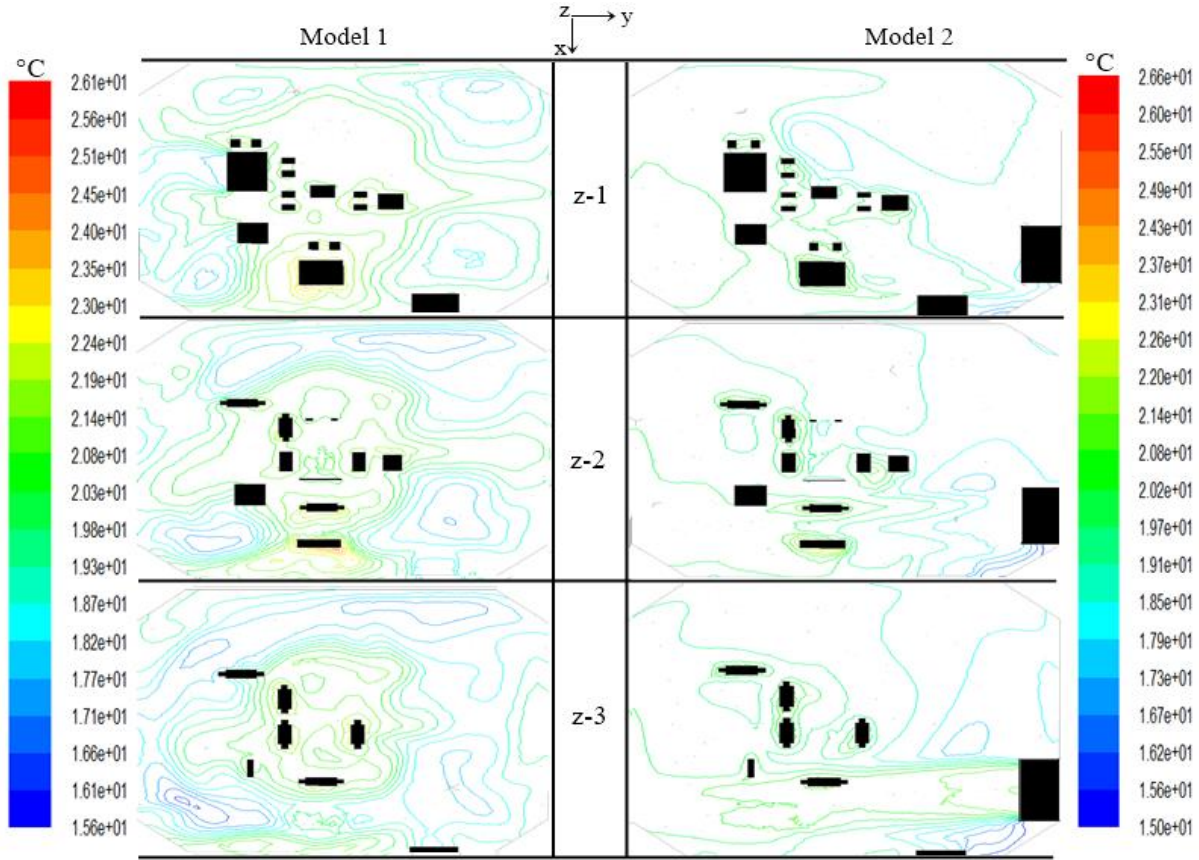 z y
Model 1 x Model 2
°C °C
2.61e+01 2.66e+01
2.56e+01 2.60e+01
2.51e+01 2.55e+01
2.45e+01 2.49e+01
2.40e+01 z-1 2.43e+01
2.35e+01 2.37e+01
2.30e+01 2.31e+01
2.24e+01 2.26e+01
2.19e+01 2.20e+01
2.14e+01 2.14e+01
2.08e+01 z-2 2.08e+01
2.03e+01 2.02e+01
1.98e+01 1.97e+01
1.93e+01 1.91e+01
1.87e+01 1.85e+01
1.82e+01 1.79e+01
1.77e+01 1.73e+01
1.71e+01 z-3 1.67e+01
1.66e+01 1.62e+01
1.61e+01 1.56e+01
1.56e+01 1.50e+01